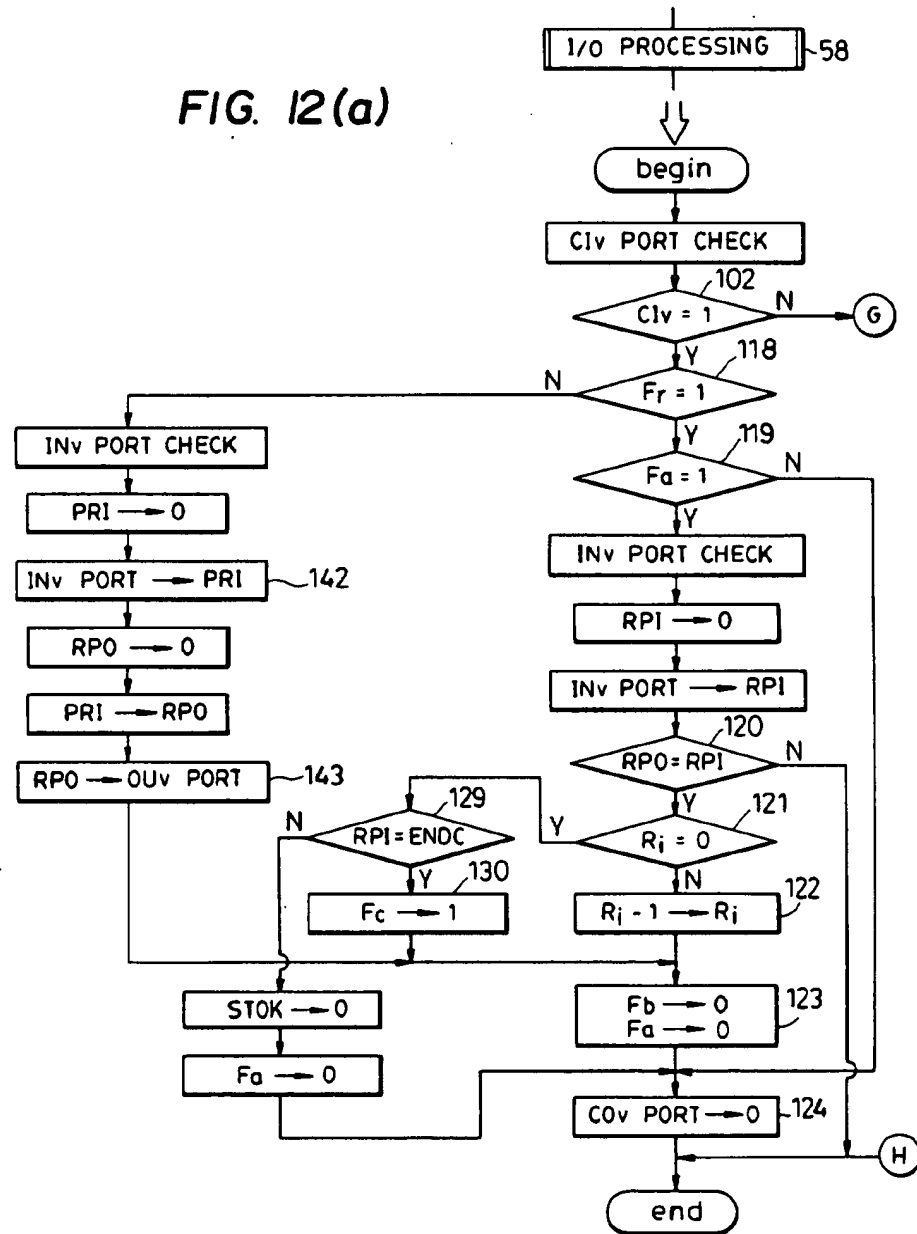 I/O PROCESSING
58
FIG. 12(a)
begin
CIv PORT CHECK
102
CIv = 1
N
G
Y
118
N
Fr = 1
Y
119
INv PORT CHECK
Fa = 1
N
Y
PRI → 0
INv PORT CHECK
INv PORT → PRI
142
RPI → 0
RPO → 0
INv PORT → RPI
PRI → RPO
120
RPO = RPI
N
RPO → OUv PORT
143
Y
121
129
N
RPI = ENDC
Y
Ri = 0
Y
130
N
Fc → 1
Ri - 1 → Ri
122
STOK → 0
Fb → 0
Fa → 0
123
Fa → 0
COv PORT → 0
124
H
end